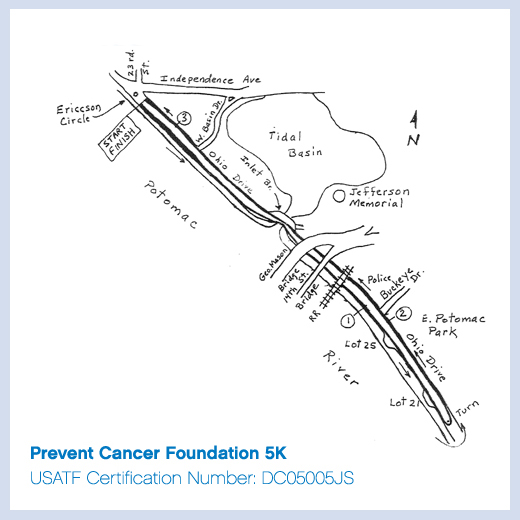 23rd.
St.
Independence Ave
Ericcson
Circle
START
FINISH
3
W. Basin Dr.
Tidal
Basin
N
Ohio Drive
Inlet Br.
Potomac
Jefferson
Memorial
Geo. Mason
Bridge
14th St.
Bridge
RR
Police
Buckeye
Dr.
1
2
E. Potomac
Park
Lot 25
Ohio Drive
River
Lot 21
Turn
Prevent Cancer Foundation 5K
USATF Certification Number: DC05005JS